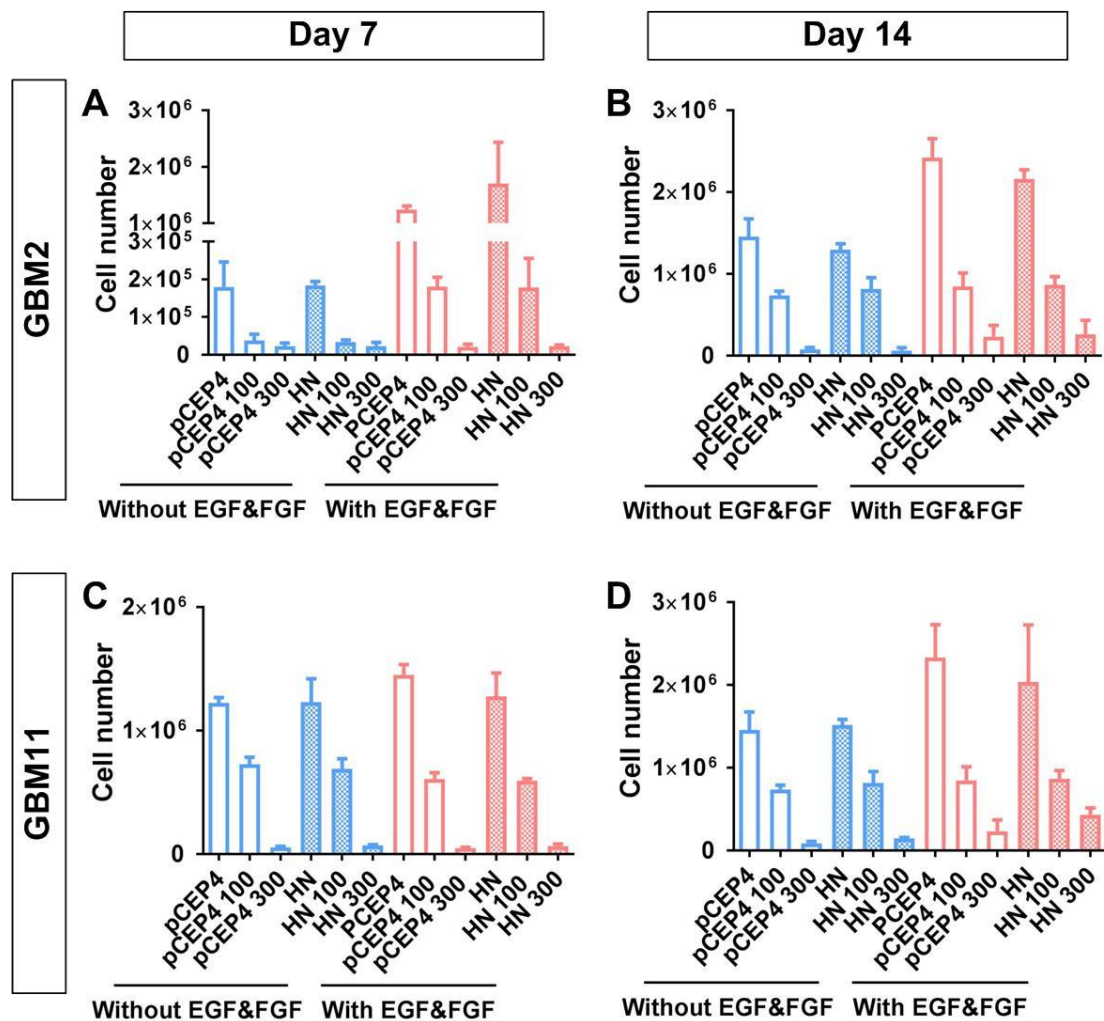 Day 7
Day 14
GBM2
A
Cell number
3×10⁶
2×10⁶
1×10⁶
3×10⁵
2×10⁵
1×10⁵
0
pCEP4
pCEP4 100
pCEP4 300
HN
HN 100
HN 300
PCEP4
pCEP4 100
pCEP4 300
HN
HN 100
HN 300
Without EGF&FGF
With EGF&FGF
B
Cell number
3×10⁶
2×10⁶
1×10⁶
0
pCEP4
pCEP4 100
pCEP4 300
HN
HN 100
HN 300
PCEP4
pCEP4 100
pCEP4 300
HN
HN 100
HN 300
Without EGF&FGF
With EGF&FGF
GBM11
C
Cell number
2×10⁶
1×10⁶
0
pCEP4
pCEP4 100
pCEP4 300
HN
HN 100
HN 300
PCEP4
pCEP4 100
pCEP4 300
HN
HN 100
HN 300
Without EGF&FGF
With EGF&FGF
D
Cell number
3×10⁶
2×10⁶
1×10⁶
0
pCEP4
pCEP4 100
pCEP4 300
HN
HN 100
HN 300
PCEP4
pCEP4 100
pCEP4 300
HN
HN 100
HN 300
Without EGF&FGF
With EGF&FGF